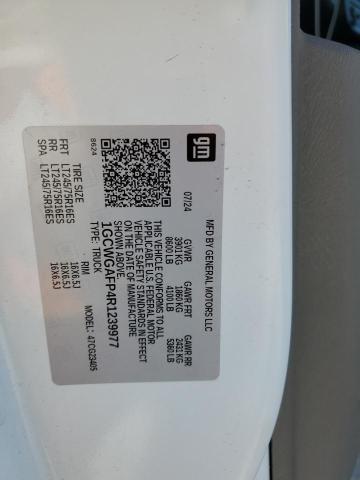 gm
MFD BY GENERAL MOTORS LLC
07/24
GVWR
3901 KG
8600 LB
GAWR FRT
1860 KG
4100 LB
GAWR RR
2431 KG
5360 LB
THIS VEHICLE CONFORMS TO ALL
APPLICABLE U.S. FEDERAL MOTOR
VEHICLE SAFETY STANDARDS IN EFFECT
ON THE DATE OF MANUFACTURE
SHOWN ABOVE.
1GCWGAFP4R1239977
TYPE: TRUCK
MODEL: 4TCG23405
8624
TIRE SIZE
RIM
FRT LT245/75R16ES 16X6.5J
RR LT245/75R16ES 16X6.5J
SPA LT245/75R16ES 16X6.5J